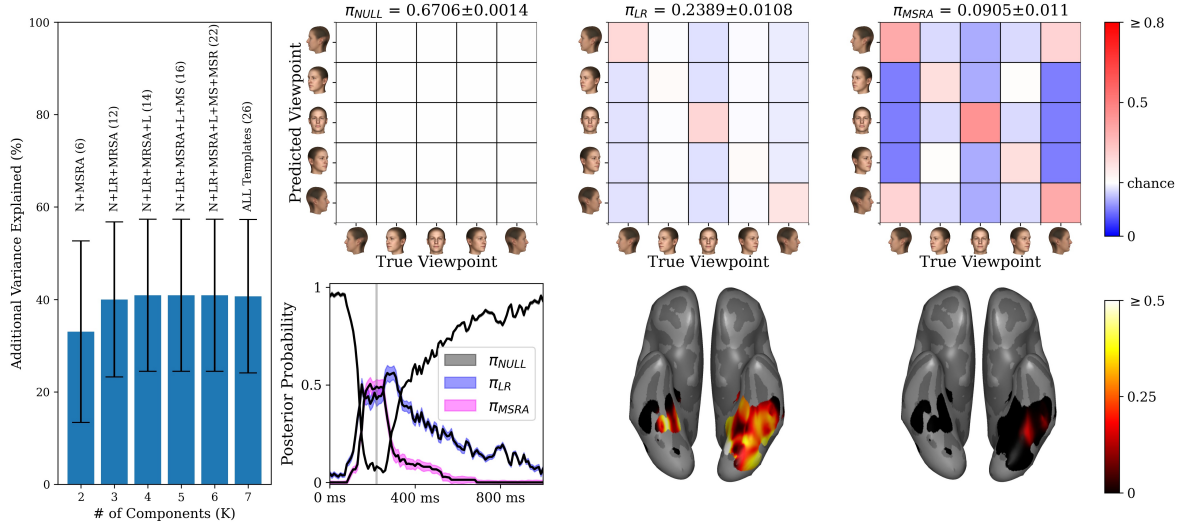 π_NULL = 0.6706±0.0014
π_LR = 0.2389±0.0108
π_MSRA = 0.0905±0.011
Additional Variance Explained (%)
100
80
60
40
20
0
N+MSRA (6)
N+LR+MRSA (12)
N+LR+MRSA+L (14)
N+LR+MSRA+L+MS (16)
N+LR+MSRA+L+MS+MSR (22)
ALL Templates (26)
2 3 4 5 6 7
# of Components (K)
Predicted Viewpoint
True Viewpoint
True Viewpoint
True Viewpoint
≥ 0.8
0.5
chance
0
Posterior Probability
1
0.5
0
π_NULL
π_LR
π_MSRA
0 ms 400 ms 800 ms
≥ 0.5
0.25
0